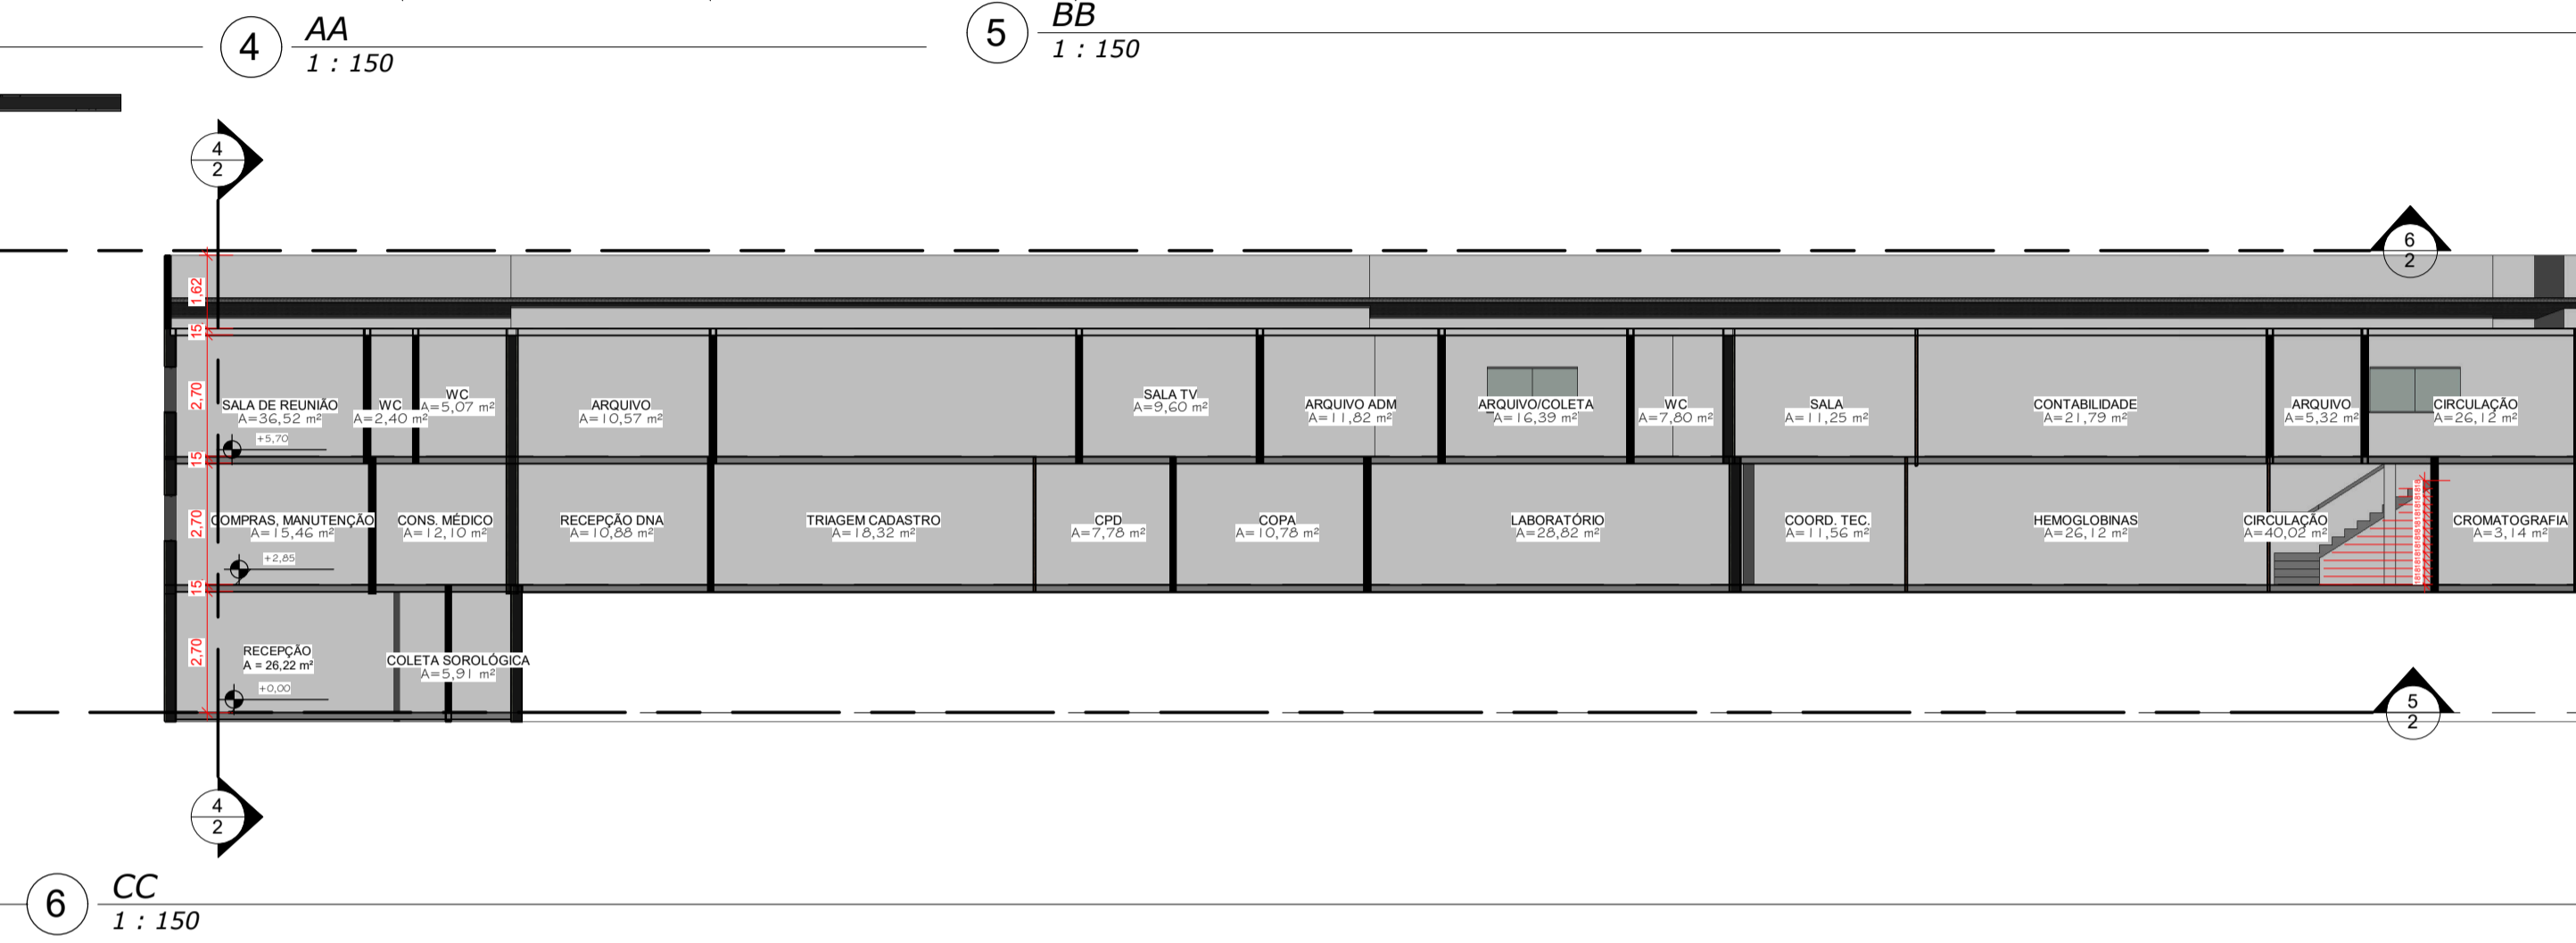 4
AA
1 : 150
5
BB
1 : 150
4
2
6
2
1,62
15
2,70
15
2,70
15
2,70
SALA DE REUNIÃO
A=36,52 m²
+5,70
WC
A=2,40 m²
WC
A=5,07 m²
ARQUIVO
A=10,57 m²
SALA TV
A=9,60 m²
ARQUIVO ADM
A=11,82 m²
ARQUIVO/COLETA
A=16,39 m²
WC
A=7,80 m²
SALA
A=11,25 m²
CONTABILIDADE
A=21,79 m²
ARQUIVO
A=5,32 m²
CIRCULAÇÃO
A=26,12 m²
COMPRAS, MANUTENÇÃO
A=15,46 m²
+2,85
CONS. MÉDICO
A=12,10 m²
RECEPÇÃO DNA
A=10,88 m²
TRIAGEM CADASTRO
A=18,32 m²
CPD
A=7,78 m²
COPA
A=10,78 m²
LABORATÓRIO
A=28,82 m²
COORD. TEC.
A=11,56 m²
HEMOGLOBINAS
A=26,12 m²
CIRCULAÇÃO
A=40,02 m²
CROMATOGRAFIA
A=3,14 m²
RECEPÇÃO
A = 26,22 m²
+0,00
COLETA SOROLÓGICA
A=5,91 m²
5
2
4
2
6
CC
1 : 150